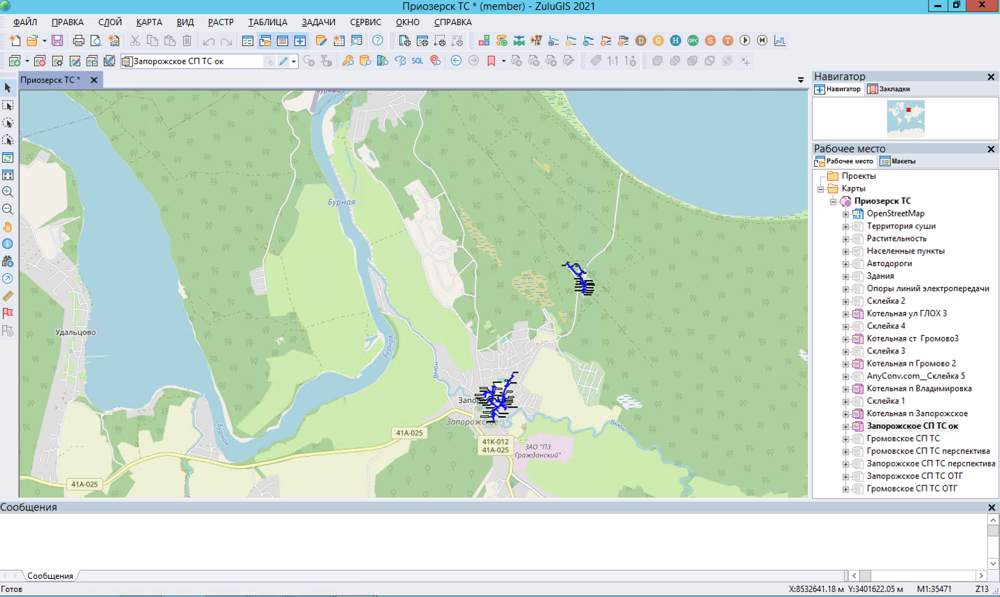 Приозерск ТС * (member) - ZuluGIS 2021
ФАЙЛ ПРАВКА СЛОЙ КАРТА ВИД РАСТР ТАБЛИЦА ЗАДАЧИ СЕРВИС ОКНО СПРАВКА
D G H OPC S T
Запорожское СП ТС ок SQL 1:1
Приозерск ТС *
Бурный
Бурная
Удальцово
Бурная
Вьюн
Бурная
Запорожское
Вьюн
41А-025
41К-012
41А-025
ЗАО "ПЗ
Гражданский"
41А-025
Навигатор
Навигатор Закладки
Рабочее место
Рабочее место Макеты
Проекты
Карты
Приозерск ТС
TILE OpenStreetMap
Территория суши
Растительность
Населенные пункты
Автодороги
Здания
Опоры линий электропередачи
Склейка 2
Котельная ул ГЛОХ 3
Склейка 4
Котельная ст Громово3
Склейка 3
Котельная п Громово 2
AnyConv.com__Склейка 5
Котельная п Владимировка
Склейка 1
Котельная п Запорожское
Запорожское СП ТС ок
Громовское СП ТС
Громовское СП ТС перспектива
Запорожское СП ТС перспектива
Запорожское СП ТС ОТГ
Громовское СП ТС ОТГ
Сообщения
Сообщения
Готов X:8532641.18 м Y:3401622.05 м М1:35471 Z13